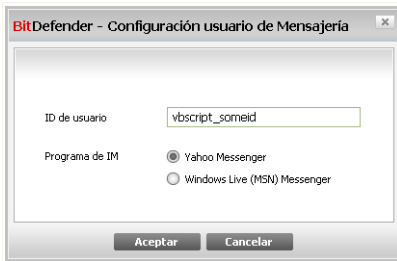 BitDefender - Configuración usuario de Mensajería
ID de usuario
vbscript_someid
Programa de IM
Yahoo Messenger
Windows Live (MSN) Messenger
Aceptar
Cancelar